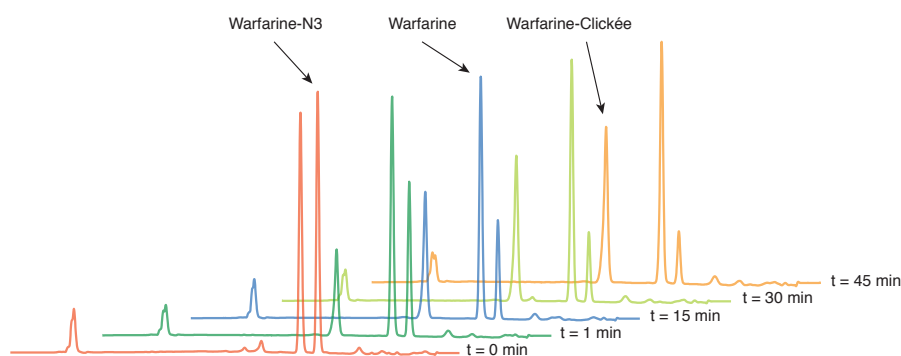 Warfarine-N3
Warfarine
Warfarine-Clickée
t = 45 min
t = 30 min
t = 15 min
t = 1 min
t = 0 min